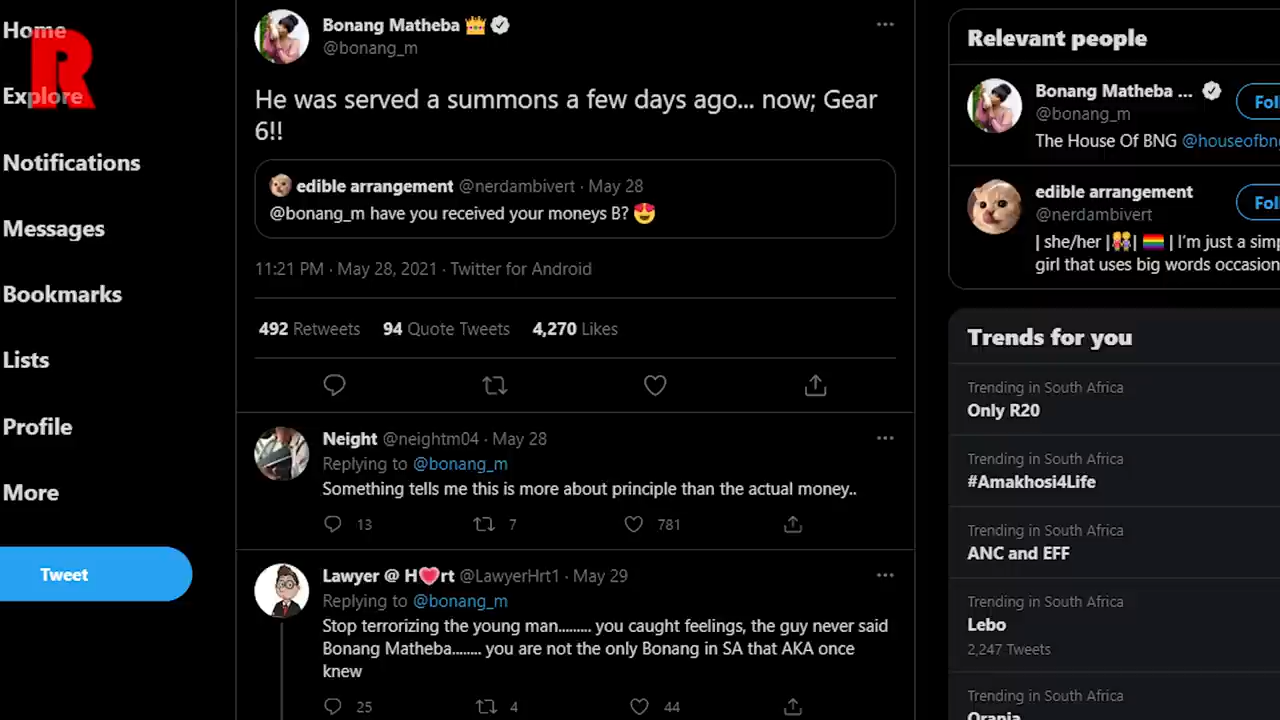 Home
R
Explore
Notifications
Messages
Bookmarks
Lists
Profile
More
Tweet
Bonang Matheba 👑
@bonang_m
He was served a summons a few days ago... now; Gear
6!!
edible arrangement @nerdambivert · May 28
@bonang_m have you received your moneys B? 😍
11:21 PM · May 28, 2021 · Twitter for Android
492 Retweets 94 Quote Tweets 4,270 Likes
Neight @neightm04 · May 28
Replying to @bonang_m
Something tells me this is more about principle than the actual money..
13 7 781
Lawyer @ H❤rt @LawyerHrt1 · May 29
Replying to @bonang_m
Stop terrorizing the young man......... you caught feelings, the guy never said
Bonang Matheba........ you are not the only Bonang in SA that AKA once
knew
25 4 44
Relevant people
Bonang Matheba ...
@bonang_m
Fol
The House Of BNG @houseofbng
edible arrangement
@nerdambivert
Fol
| she/her |👭| 🏳️‍🌈 | I'm just a simp
girl that uses big words occasion
Trends for you
Trending in South Africa
Only R20
Trending in South Africa
#Amakhosi4Life
Trending in South Africa
ANC and EFF
Trending in South Africa
Lebo
2,247 Tweets
Trending in South Africa
Orania